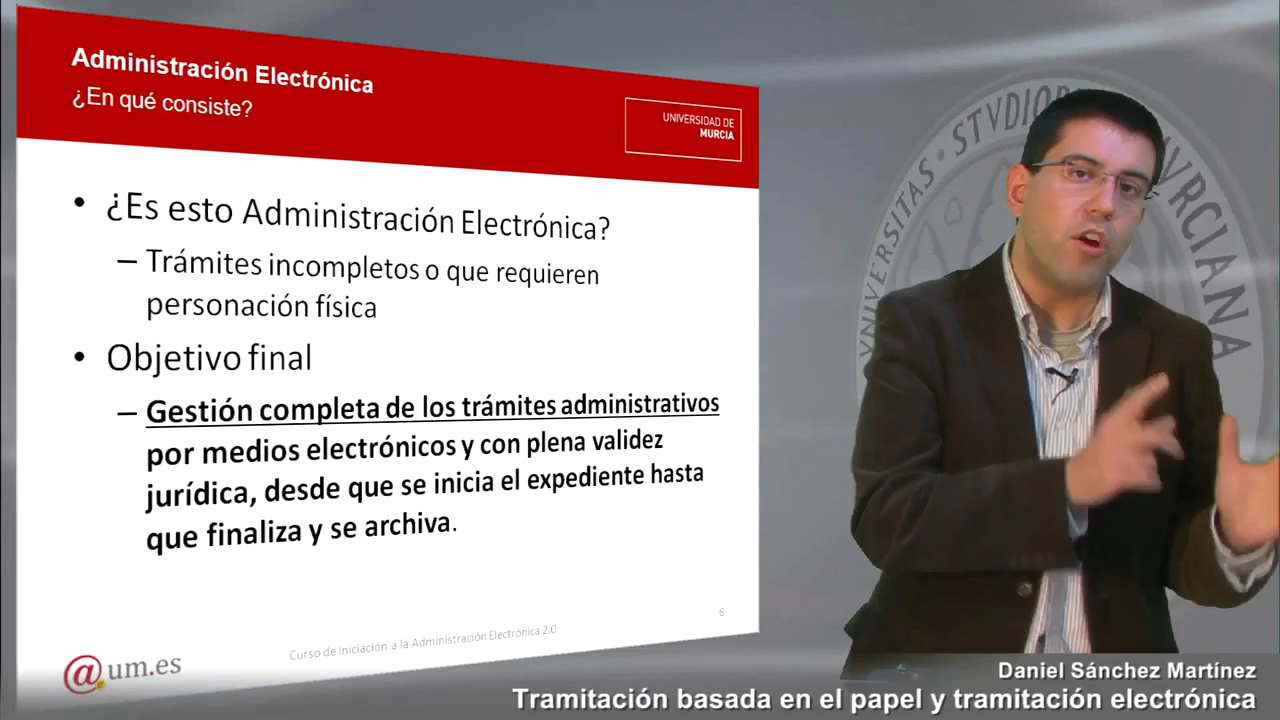 Administración Electrónica
¿En qué consiste?
UNIVERSIDAD DE
MURCIA
• ¿Es esto Administración Electrónica?
– Trámites incompletos o que requieren
personación física
• Objetivo final
– Gestión completa de los trámites administrativos
por medios electrónicos y con plena validez
jurídica, desde que se inicia el expediente hasta
que finaliza y se archiva.
6
Curso de Iniciación a la Administración Electrónica 2.0
@um.es
VNIVERSITAS · STVDIOR
MVRCIANA
Daniel Sánchez Martínez
Tramitación basada en el papel y tramitación electrónica